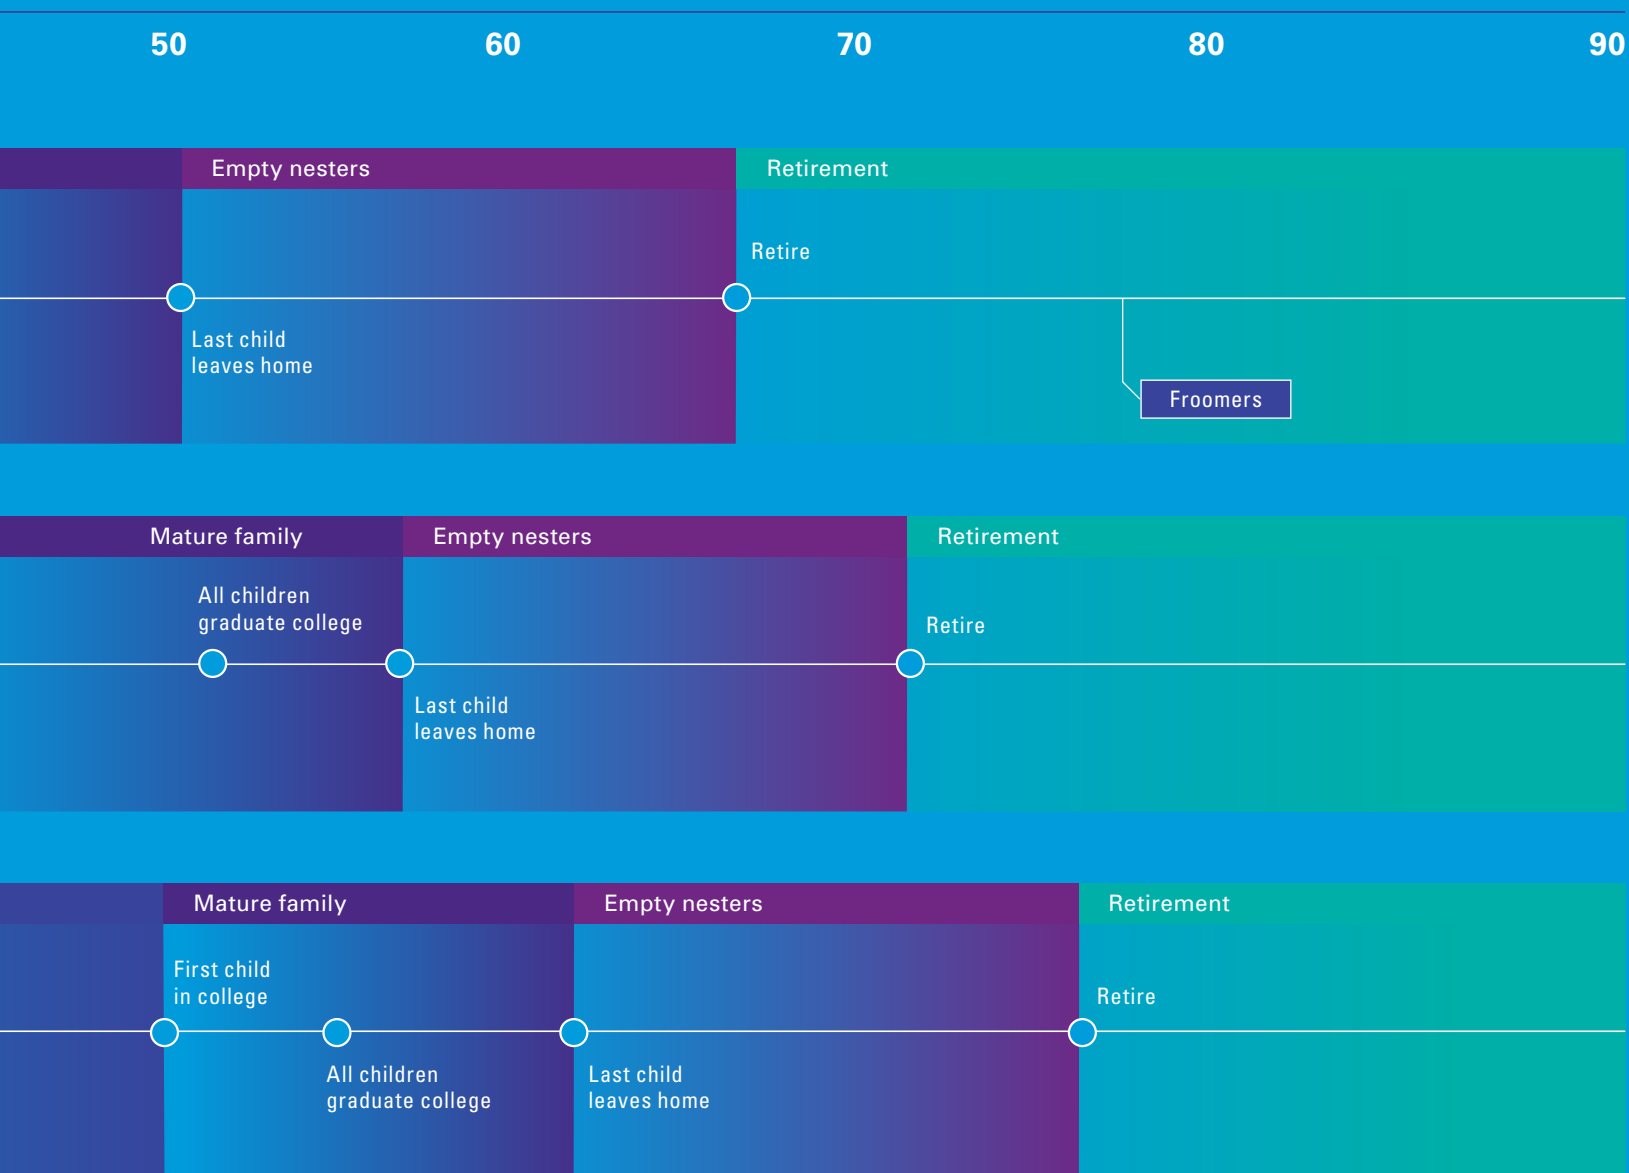 50 60 70 80 90
Empty nesters Retirement
Retire
Last child
leaves home
Froomers
Mature family Empty nesters Retirement
All children
graduate college
Retire
Last child
leaves home
Mature family Empty nesters Retirement
First child
in college
Retire
All children
graduate college
Last child
leaves home